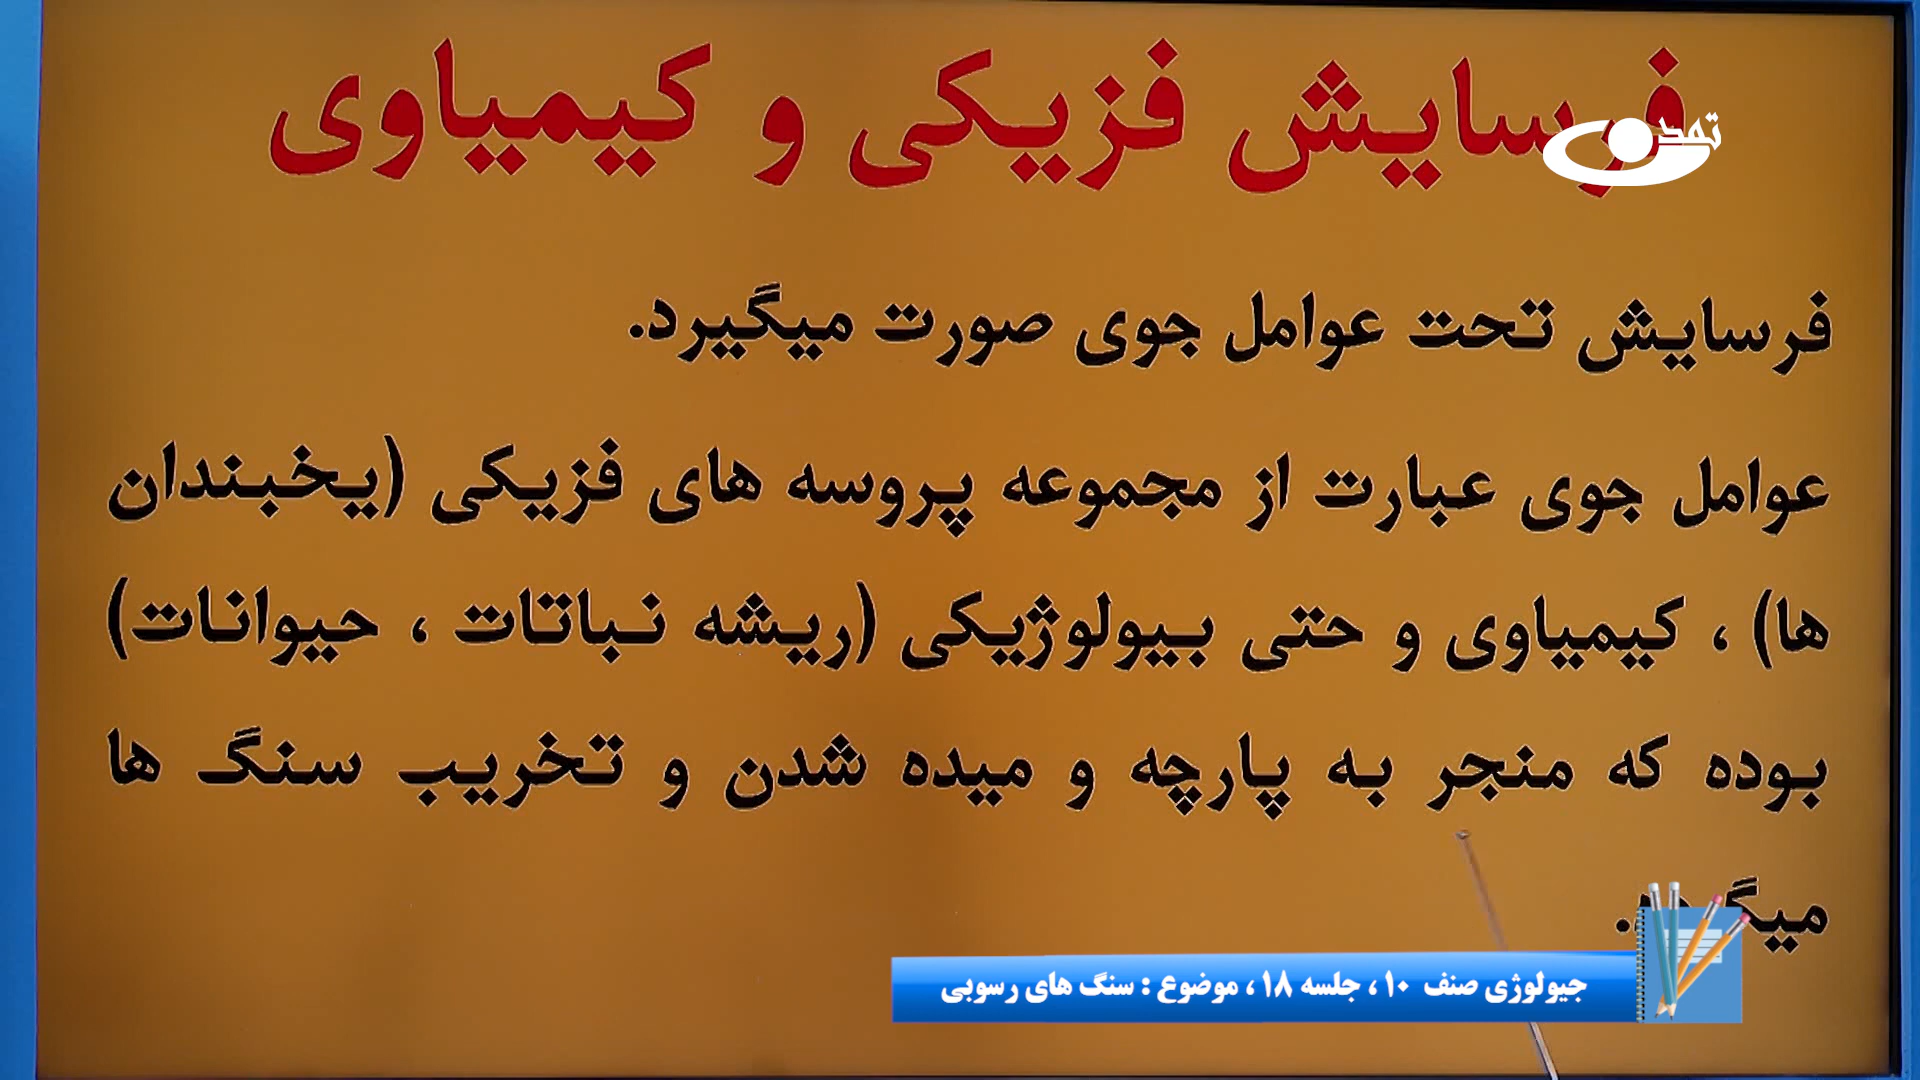 فرسایش فزیکی و کیمیاوی
تمدن
فرسایش تحت عوامل جوی صورت میگیرد.
عوامل جوی عبارت از مجموعه پروسه های فزیکی (یخبندان
ها) ، کیمیاوی و حتی بیولوژیکی (ریشه نباتات ، حیوانات)
بوده که منجر به پارچه و میده شدن و تخریب سنگ ها
جیولوژی صنف ۱۰ ، جلسه ۱۸ ، موضوع : سنگ های رسوبی